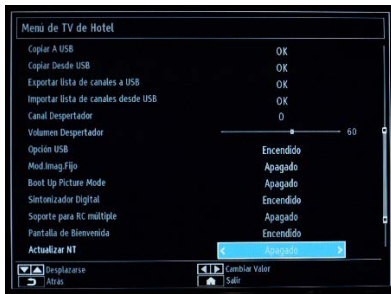 Menú de TV de Hotel
Copiar A USB OK
Copiar Desde USB OK
Exportar lista de canales a USB OK
Importar lista de canales desde USB OK
Canal Despertador 0
Volumen Despertador 60
Opción USB Encendido
Mod.Imag.Fijo Apagado
Boot Up Picture Mode Apagado
Sintonizador Digital Encendido
Soporte para RC múltiple Apagado
Pantalla de Bienvenida Encendido
Actualizar NT Apagado
Desplazarse Cambiar Valor
Atrás Salir